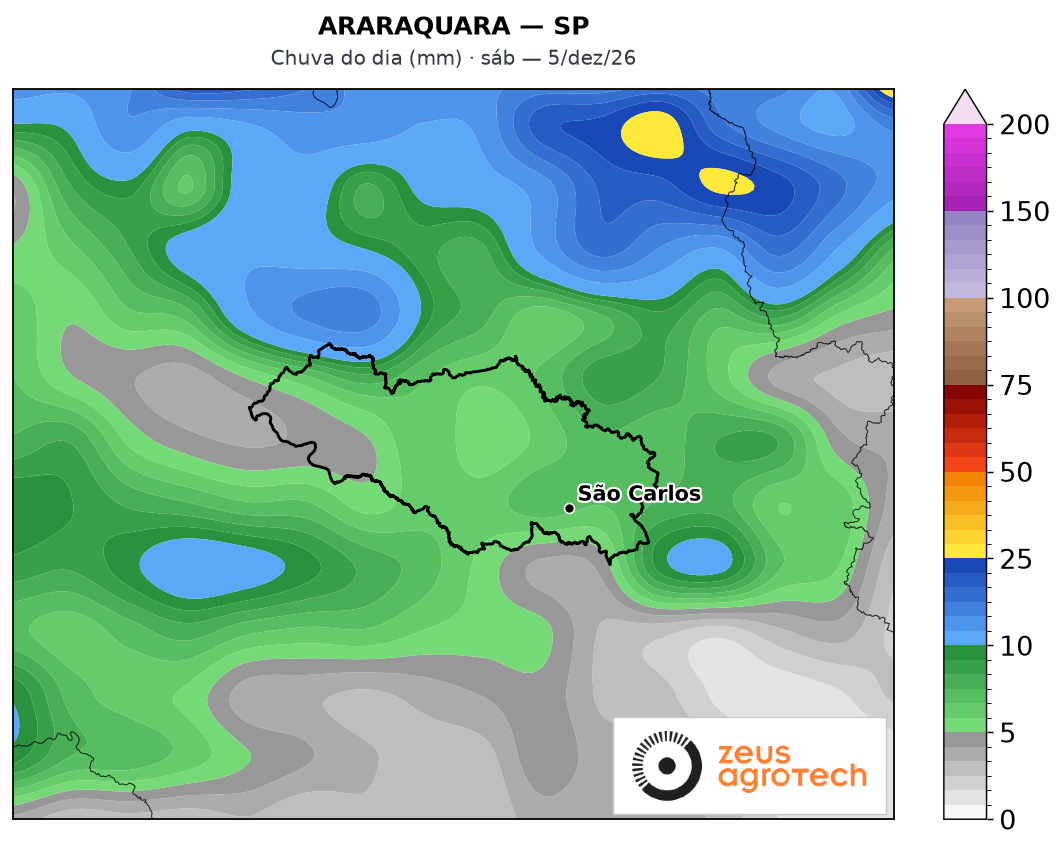 ARARAQUARA — SP
Chuva do dia (mm) · sáb — 5/dez/26
200
150
100
75
50
25
10
5
0
São Carlos
zeus
agrotech